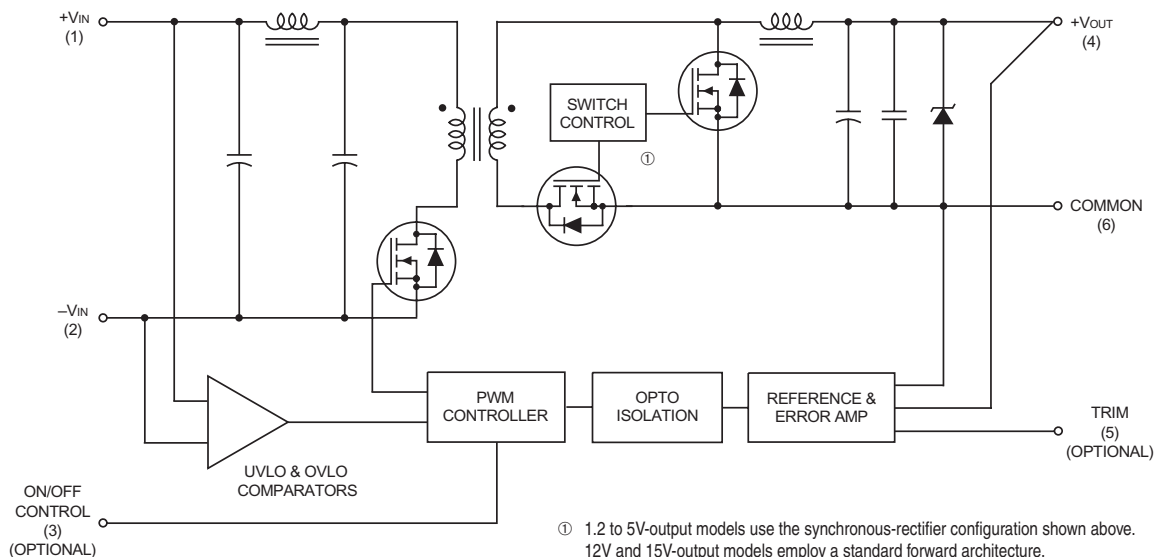 +VIN
(1)
+VOUT
(4)
SWITCH
CONTROL
①
COMMON
(6)
–VIN
(2)
PWM
CONTROLLER
OPTO
ISOLATION
REFERENCE &
ERROR AMP
TRIM
(5)
(OPTIONAL)
UVLO & OVLO
COMPARATORS
ON/OFF
CONTROL
(3)
(OPTIONAL)
① 1.2 to 5V-output models use the synchronous-rectifier configuration shown above.
12V and 15V-output models employ a standard forward architecture.